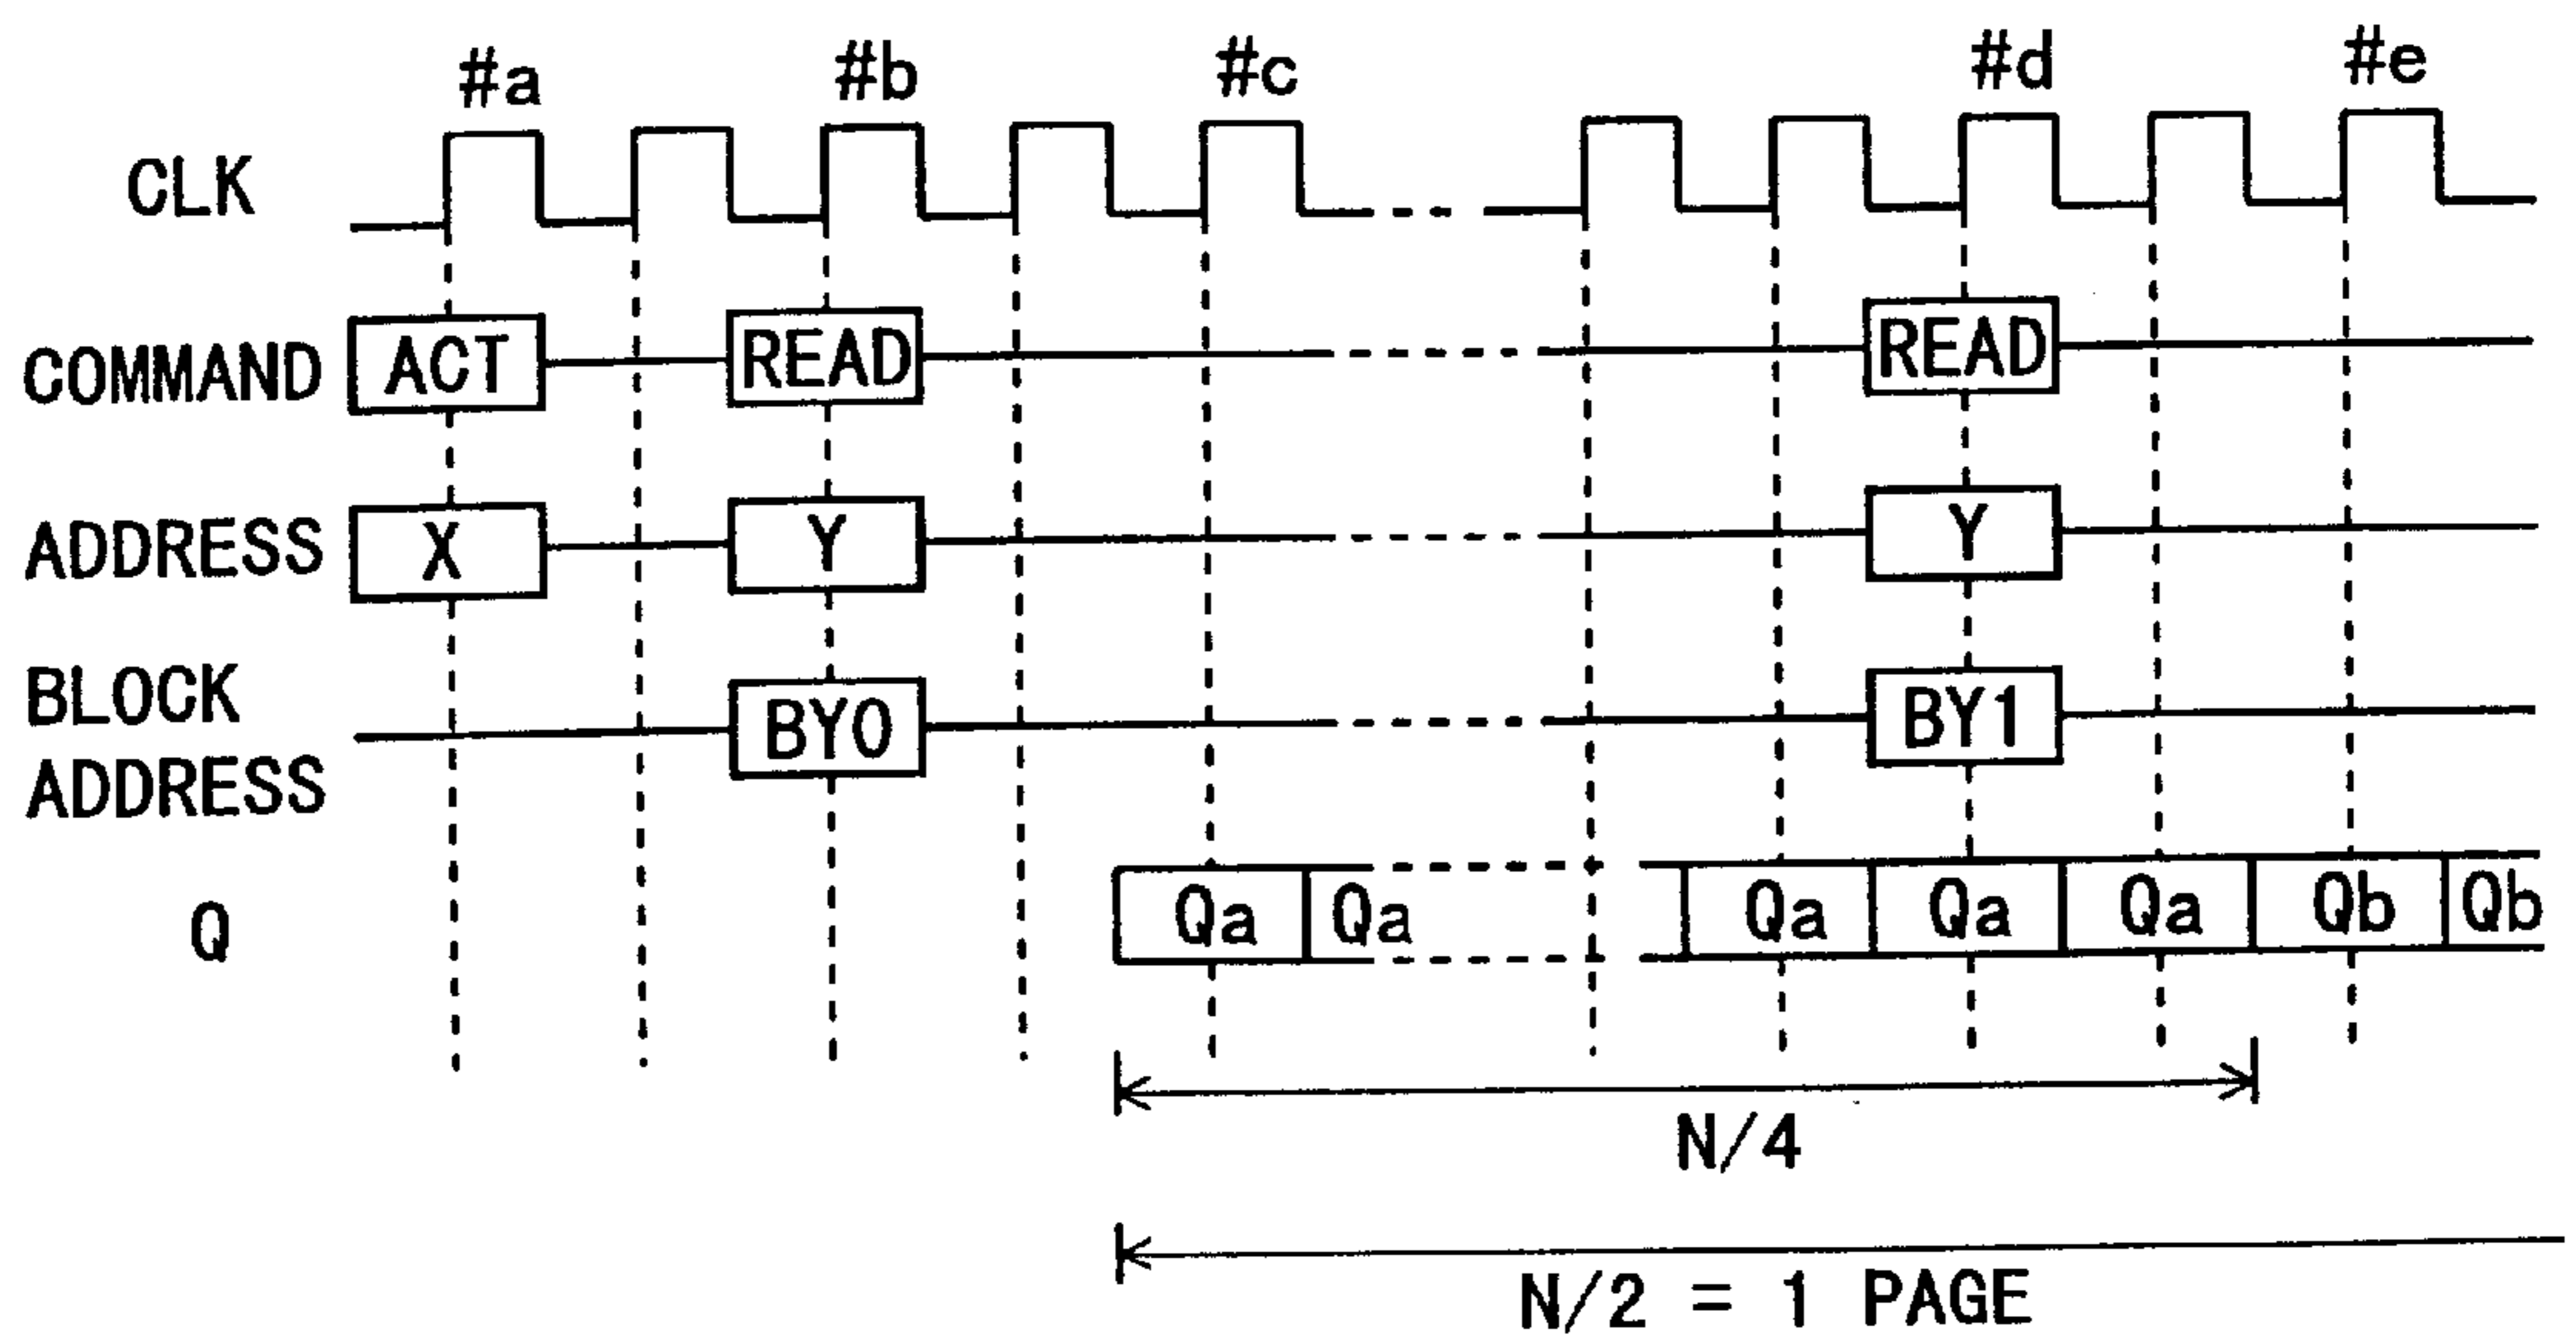 #a #b #c #d #e
CLK
COMMAND ACT READ READ
ADDRESS X Y Y
BLOCK
ADDRESS BY0 BY1
Q Qa Qa Qa Qa Qa Qb Qb
N/4
N/2 = 1 PAGE